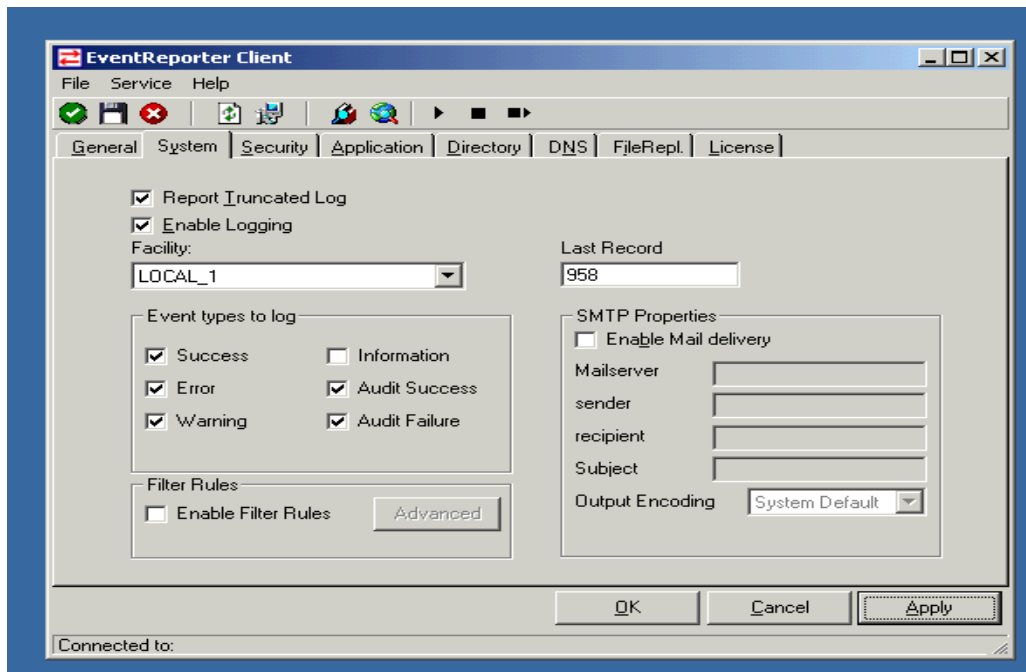 EventReporter Client
File Service Help
General System Security Application Directory DNS FileRepl. License
Report Truncated Log
Enable Logging
Facility:
LOCAL_1
Last Record
958
Event types to log
Success Information
Error Audit Success
Warning Audit Failure
Filter Rules
Enable Filter Rules Advanced
SMTP Properties
Enable Mail delivery
Mailserver
sender
recipient
Subject
Output Encoding System Default
OK Cancel Apply
Connected to: